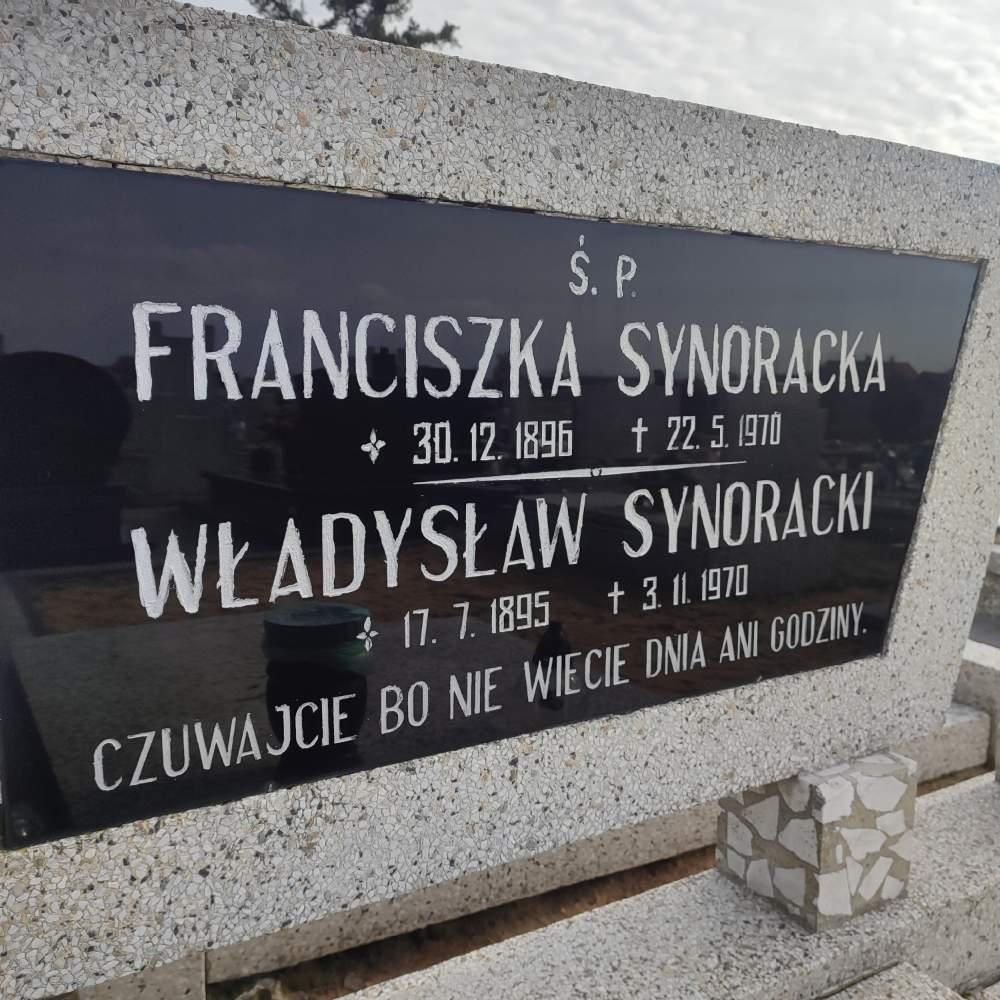 Ś. P.
FRANCISZKA SYNORACKA
30. 12. 1896 † 22. 5. 1970
WŁADYSŁAW SYNORACKI
17. 7. 1895 † 3. 11. 1970
CZUWAJCIE BO NIE WIECIE DNIA ANI GODZINY.